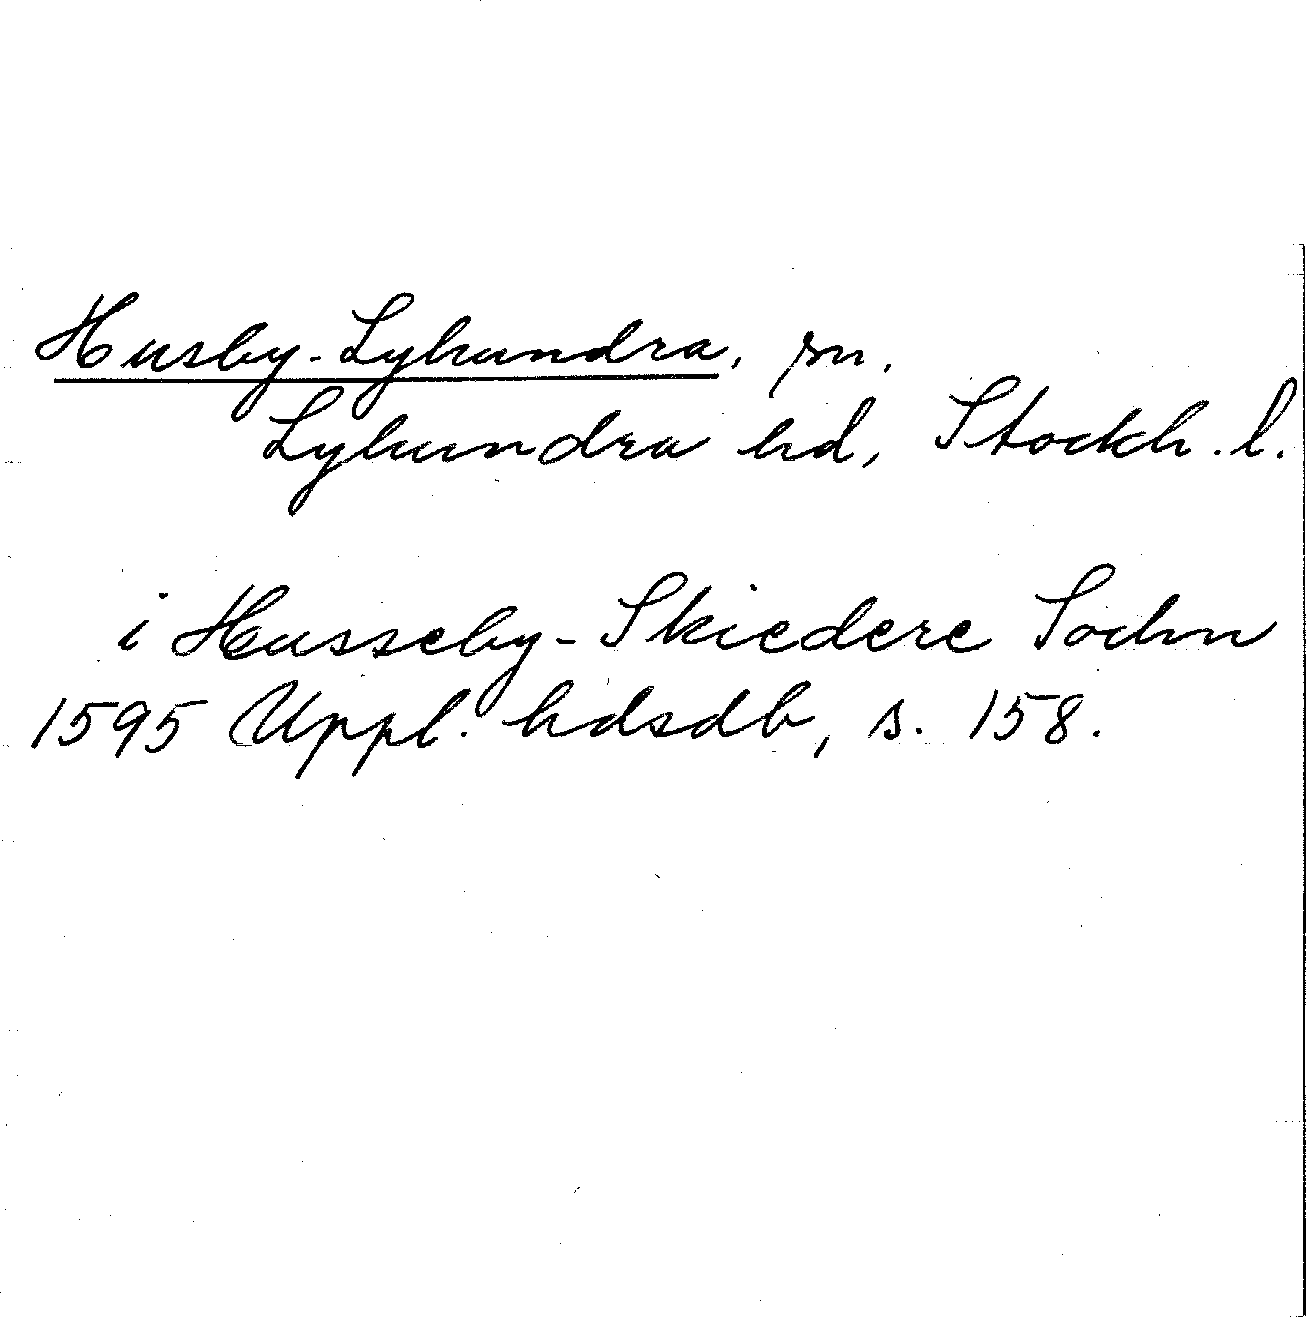 Husby-Lyhundra, sn.
Lyhundra hd, Stockh. l.
i Husseby-Skiedere Sochn
1595 Uppl. hdsdb, s. 158.